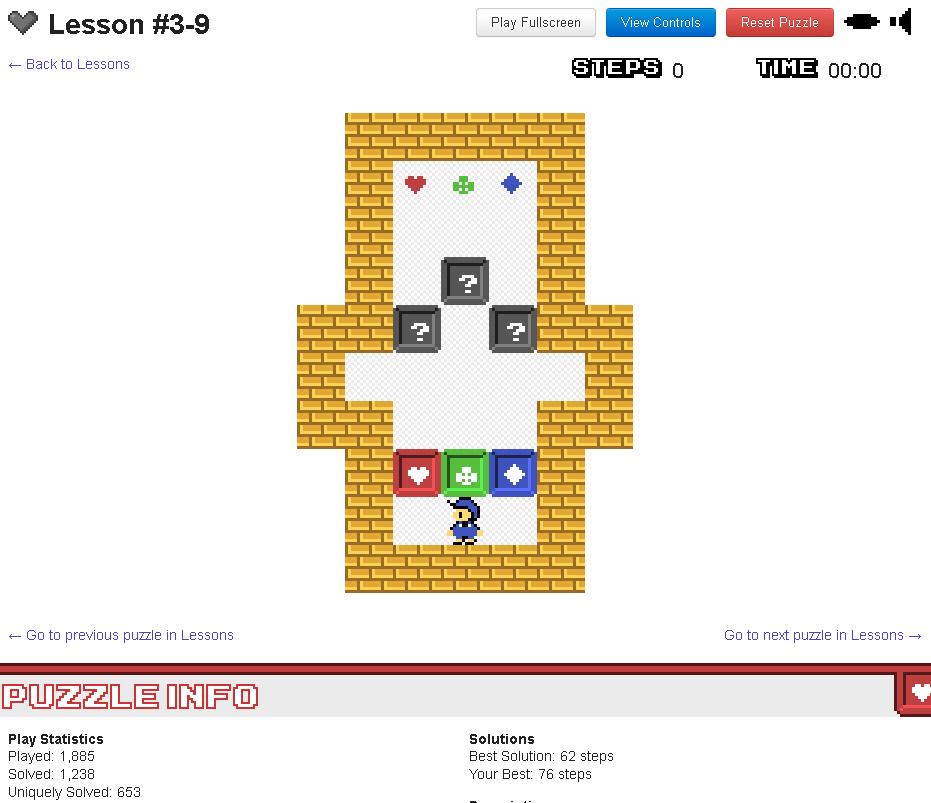 Lesson #3-9
Play Fullscreen
View Controls
Reset Puzzle
← Back to Lessons
STEPS 0
TIME 00:00
?
? ?
← Go to previous puzzle in Lessons
Go to next puzzle in Lessons →
PUZZLE INFO
Play Statistics
Played: 1,885
Solved: 1,238
Uniquely Solved: 653
Solutions
Best Solution: 62 steps
Your Best: 76 steps